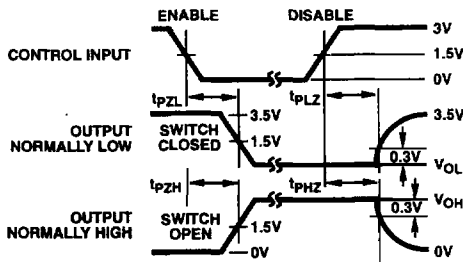 ENABLE DISABLE
3V
CONTROL INPUT 1.5V
0V
tPZL tPLZ
3.5V 3.5V
OUTPUT SWITCH
NORMALLY LOW CLOSED 1.5V
0.3V
VOL
tPZH tPHZ VOH
OUTPUT SWITCH 0.3V
NORMALLY HIGH OPEN 1.5V
0V 0V